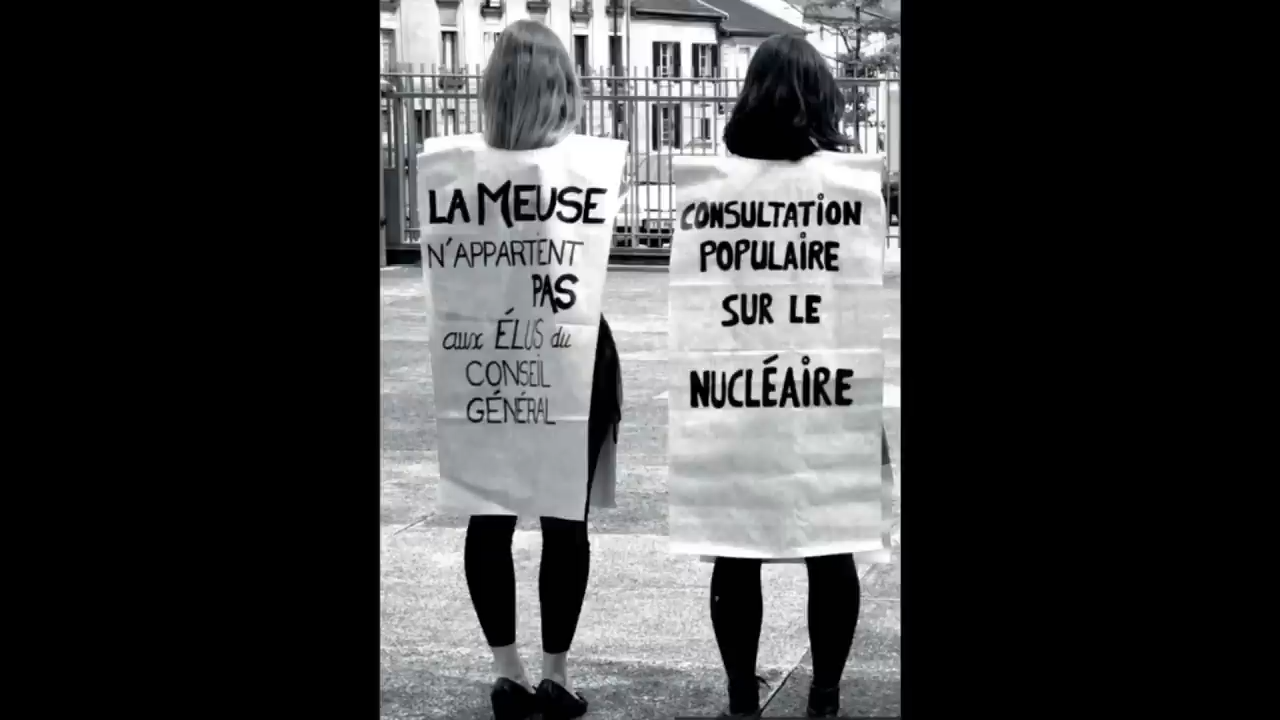 LA MEUSE
N'APPARTENT
PAS
aux ÉLUS du
CONSEIL
GÉNÉRAL
CONSULTATION
POPULAIRE
SUR LE
NUCLÉAIRE